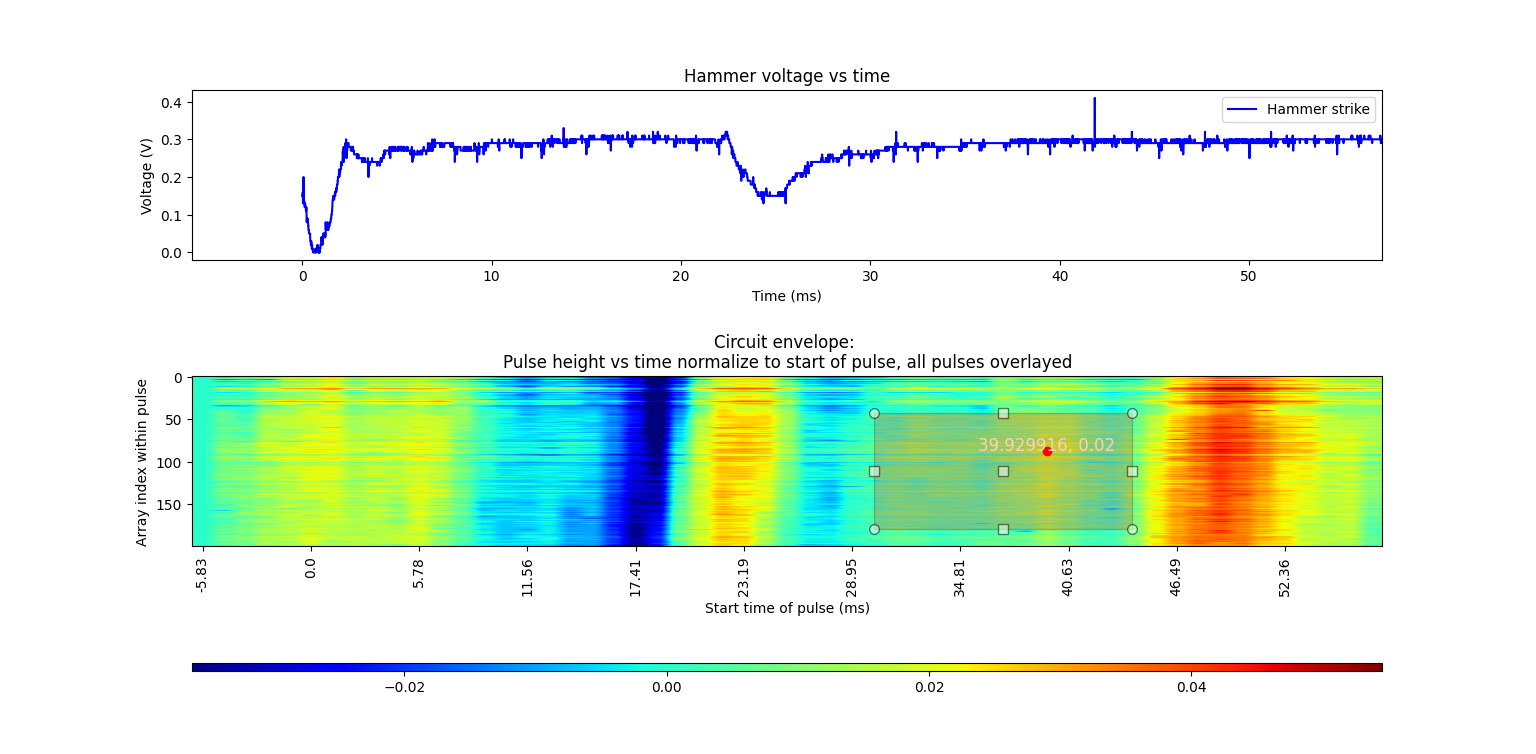 Hammer voltage vs time
Hammer strike
Voltage (V)
0.4
0.3
0.2
0.1
0.0
0 10 20 30 40 50
Time (ms)
Circuit envelope:
Pulse height vs time normalize to start of pulse, all pulses overlayed
Array index within pulse
0
50
100
150
39.929916, 0.02
-5.83 0.0 5.78 11.56 17.41 23.19 28.95 34.81 40.63 46.49 52.36
Start time of pulse (ms)
−0.02 0.00 0.02 0.04